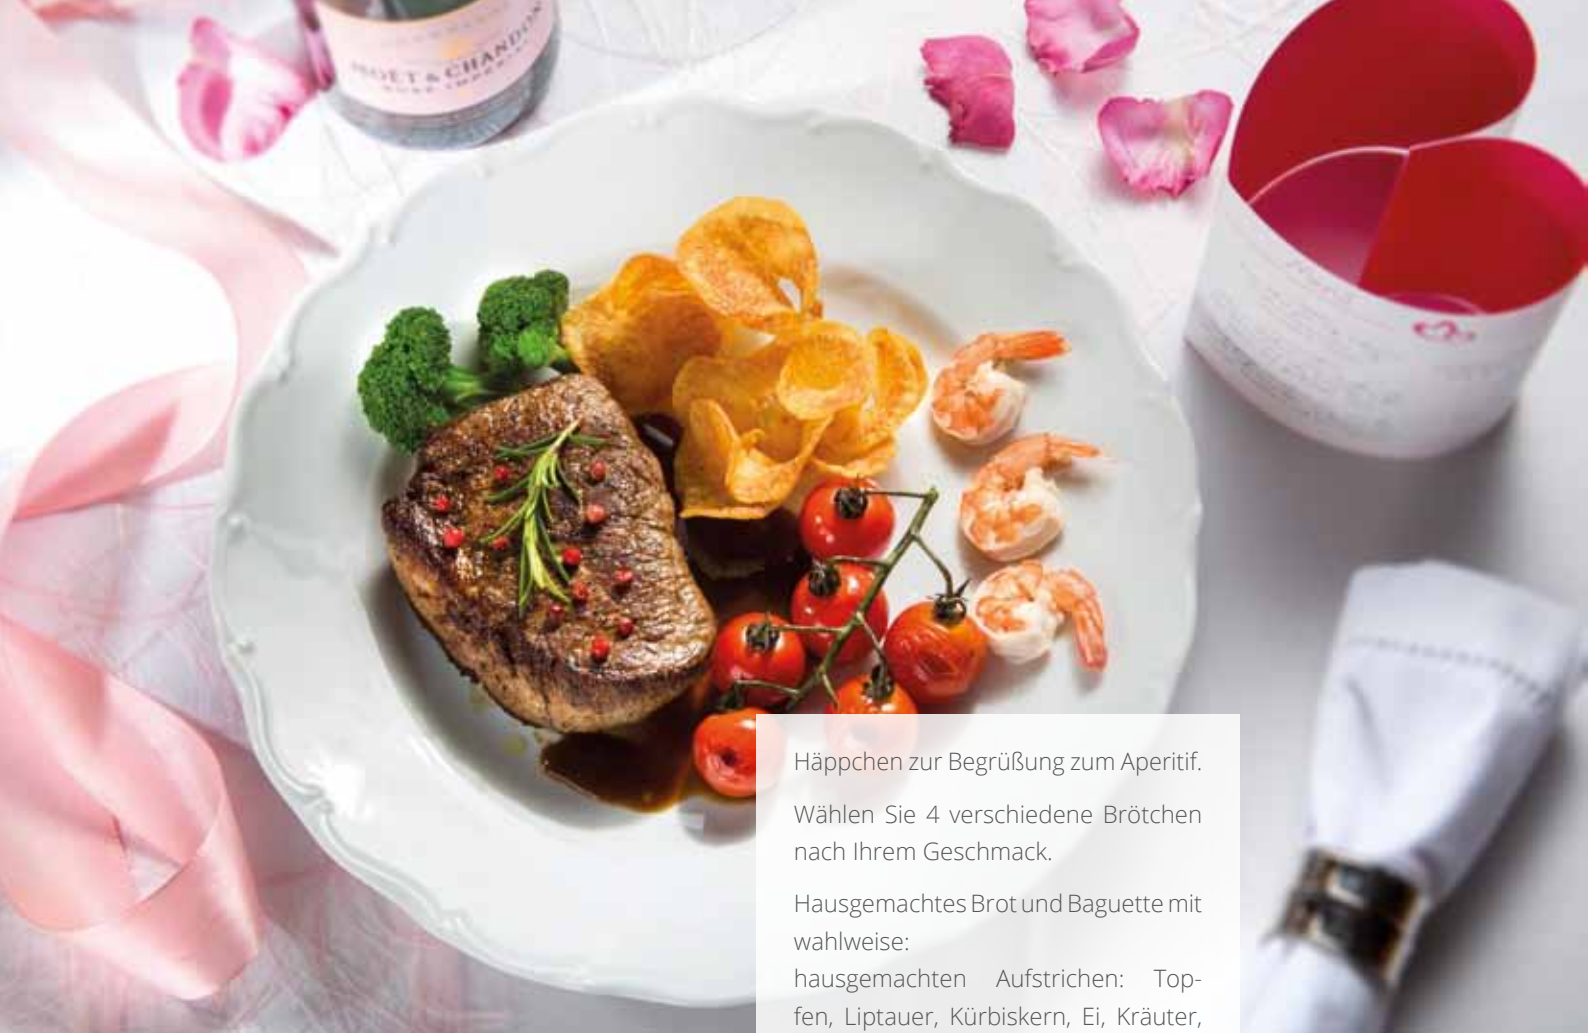 MOËT & CHANDON
Häppchen zur Begrüßung zum Aperitif.
Wählen Sie 4 verschiedene Brötchen
nach Ihrem Geschmack.
Hausgemachtes Brot und Baguette mit
wahlweise:
hausgemachten Aufstrichen: Top-
fen, Liptauer, Kürbiskern, Ei, Kräuter,